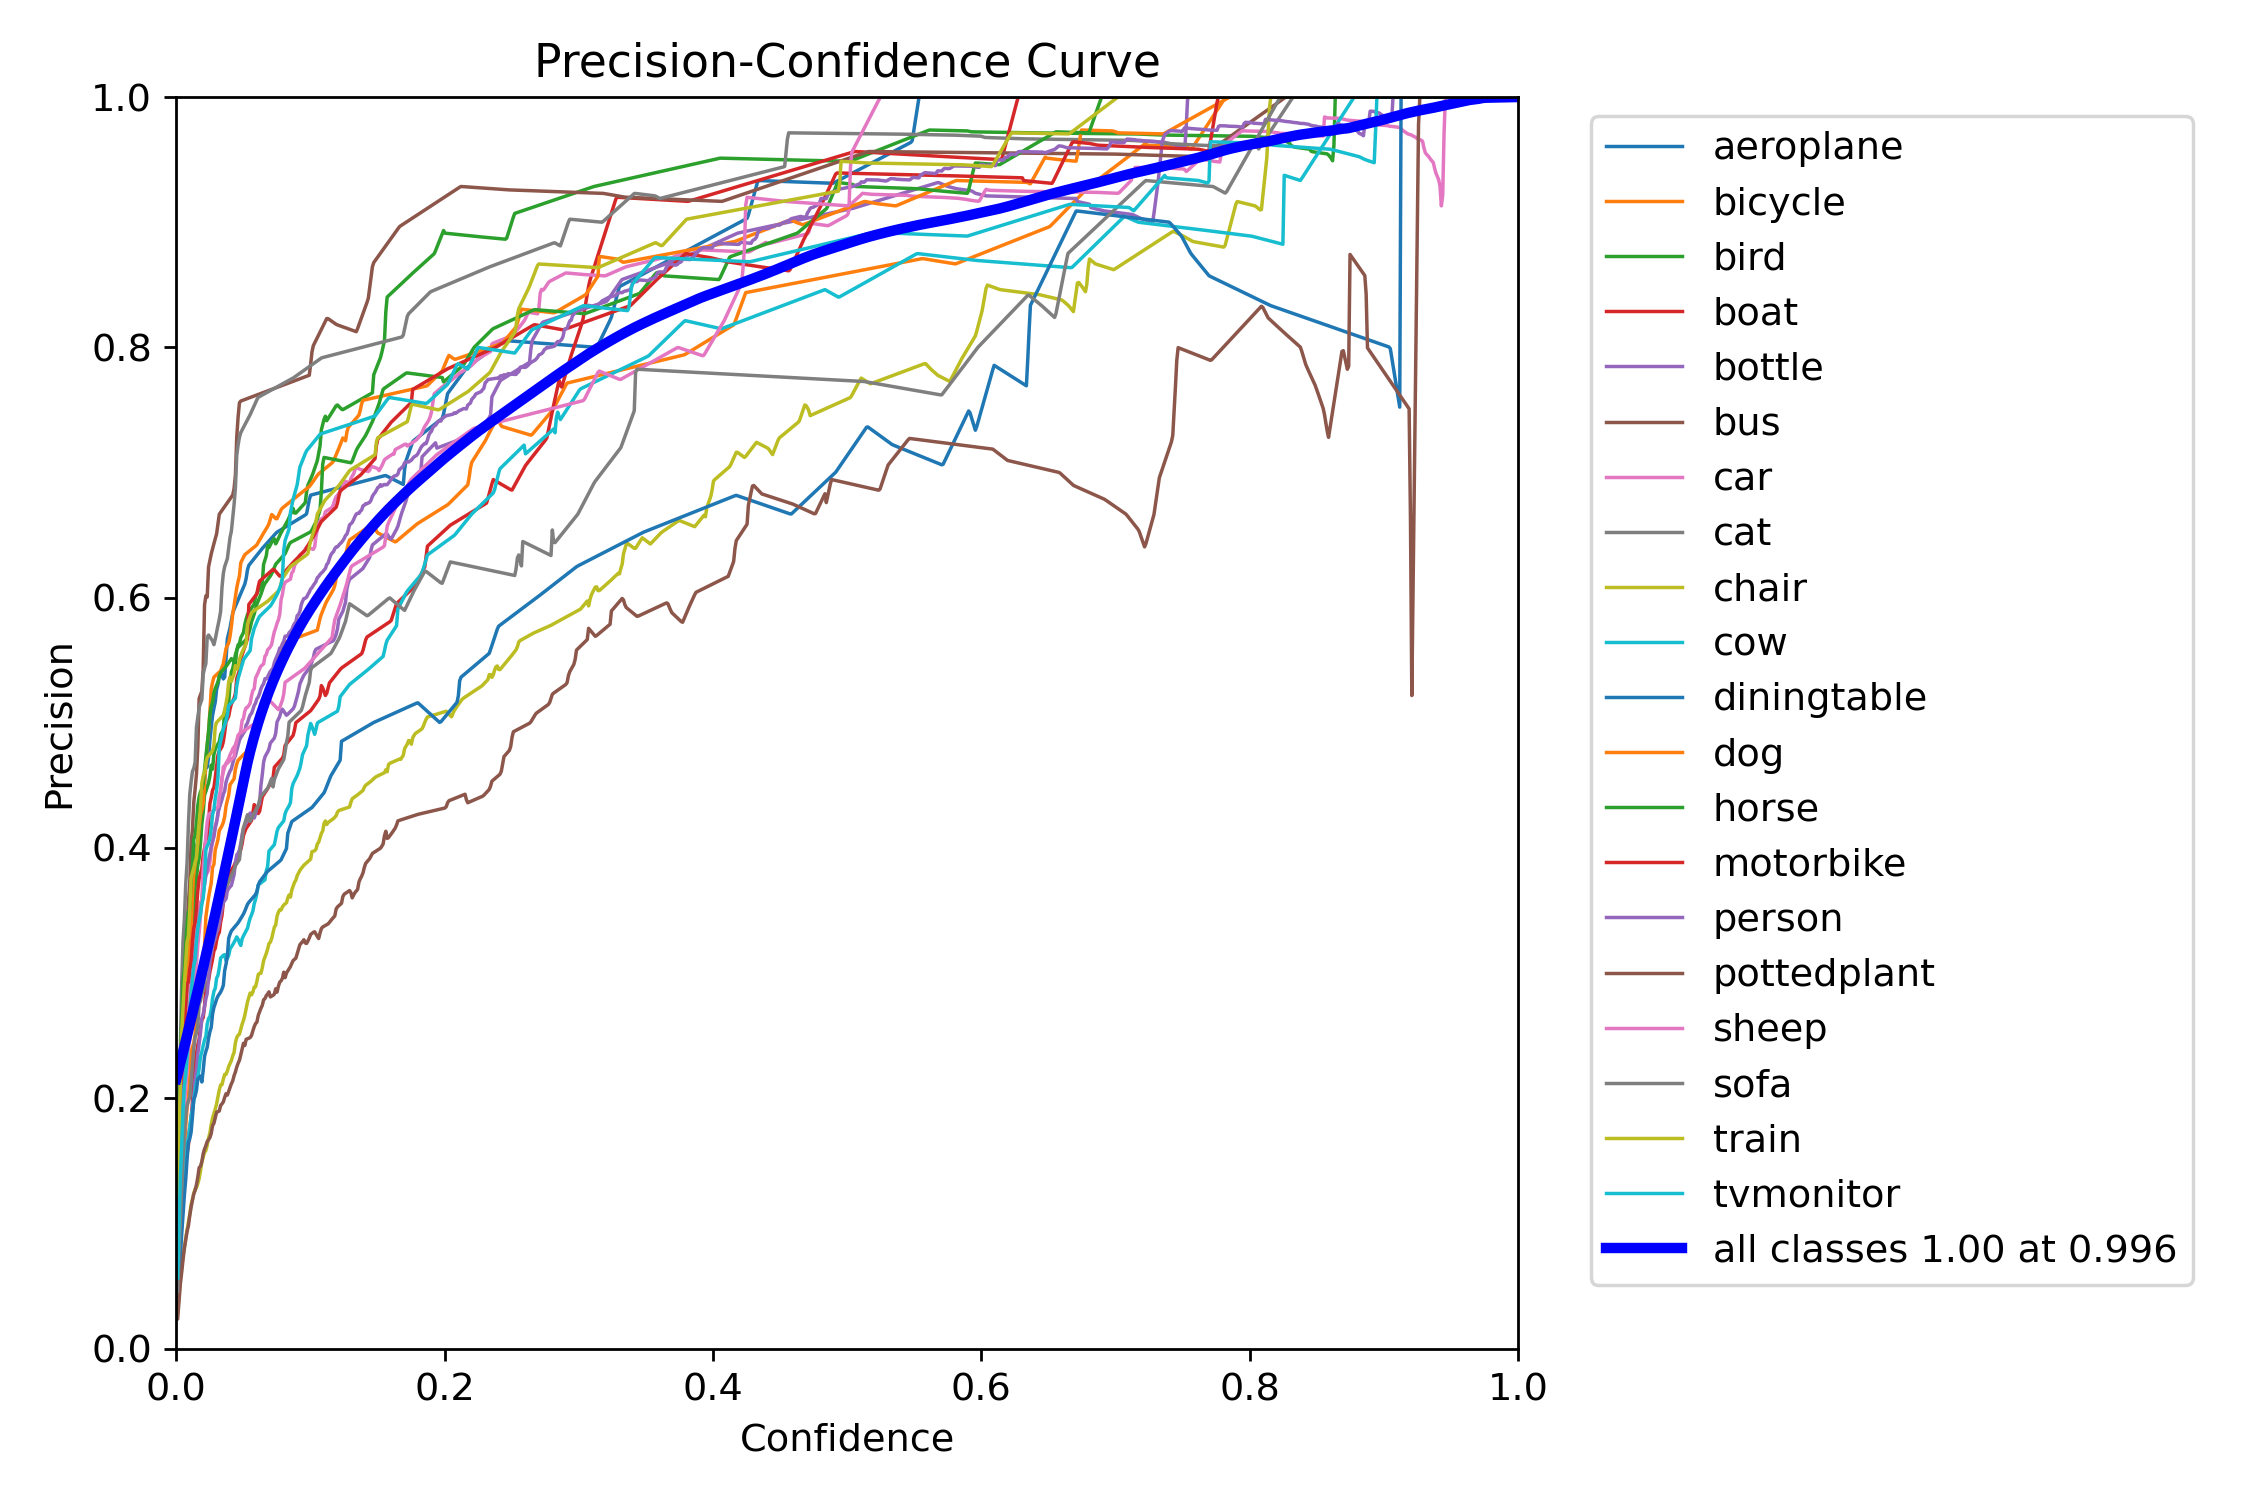 Precision-Confidence Curve
1.0
0.8
0.6
0.4
0.2
0.0
Precision
0.0 0.2 0.4 0.6 0.8 1.0
Confidence
aeroplane
bicycle
bird
boat
bottle
bus
car
cat
chair
cow
diningtable
dog
horse
motorbike
person
pottedplant
sheep
sofa
train
tvmonitor
all classes 1.00 at 0.996